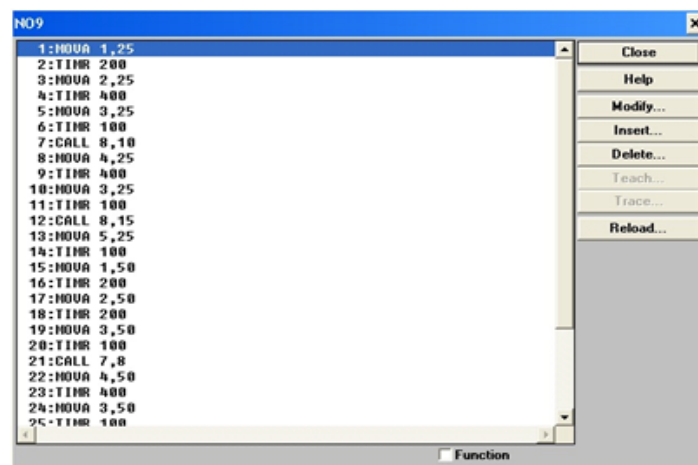 NO9
1:MOVA 1,25
2:TIMR 200
3:MOVA 2,25
4:TIMR 400
5:MOVA 3,25
6:TIMR 100
7:CALL 8,10
8:MOVA 4,25
9:TIMR 400
10:MOVA 3,25
11:TIMR 100
12:CALL 8,15
13:MOVA 5,25
14:TIMR 100
15:MOVA 1,50
16:TIMR 200
17:MOVA 2,50
18:TIMR 200
19:MOVA 3,50
20:TIMR 100
21:CALL 7,8
22:MOVA 4,50
23:TIMR 400
24:MOVA 3,50
25:TIMR 100
Close
Help
Modify...
Insert...
Delete...
Teach...
Trace...
Reload...
Function